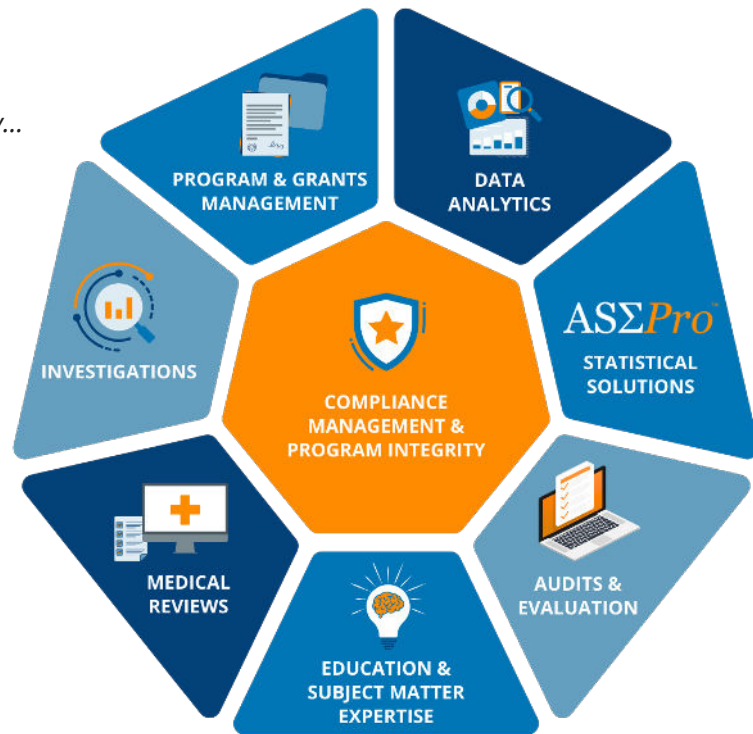 PROGRAM & GRANTS
MANAGEMENT
DATA
ANALYTICS
ASΣPro™
STATISTICAL
SOLUTIONS
INVESTIGATIONS
COMPLIANCE
MANAGEMENT &
PROGRAM INTEGRITY
MEDICAL
REVIEWS
AUDITS &
EVALUATION
EDUCATION &
SUBJECT MATTER
EXPERTISE